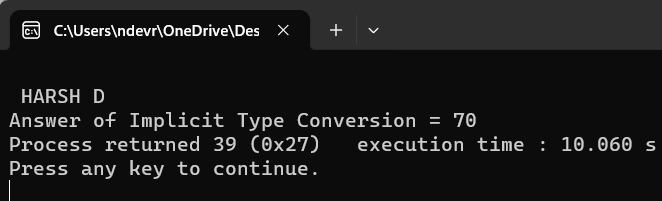 C:\Users\ndevr\OneDrive\Des
HARSH D
Answer of Implicit Type Conversion = 70
Process returned 39 (0x27)   execution time : 10.060 s
Press any key to continue.